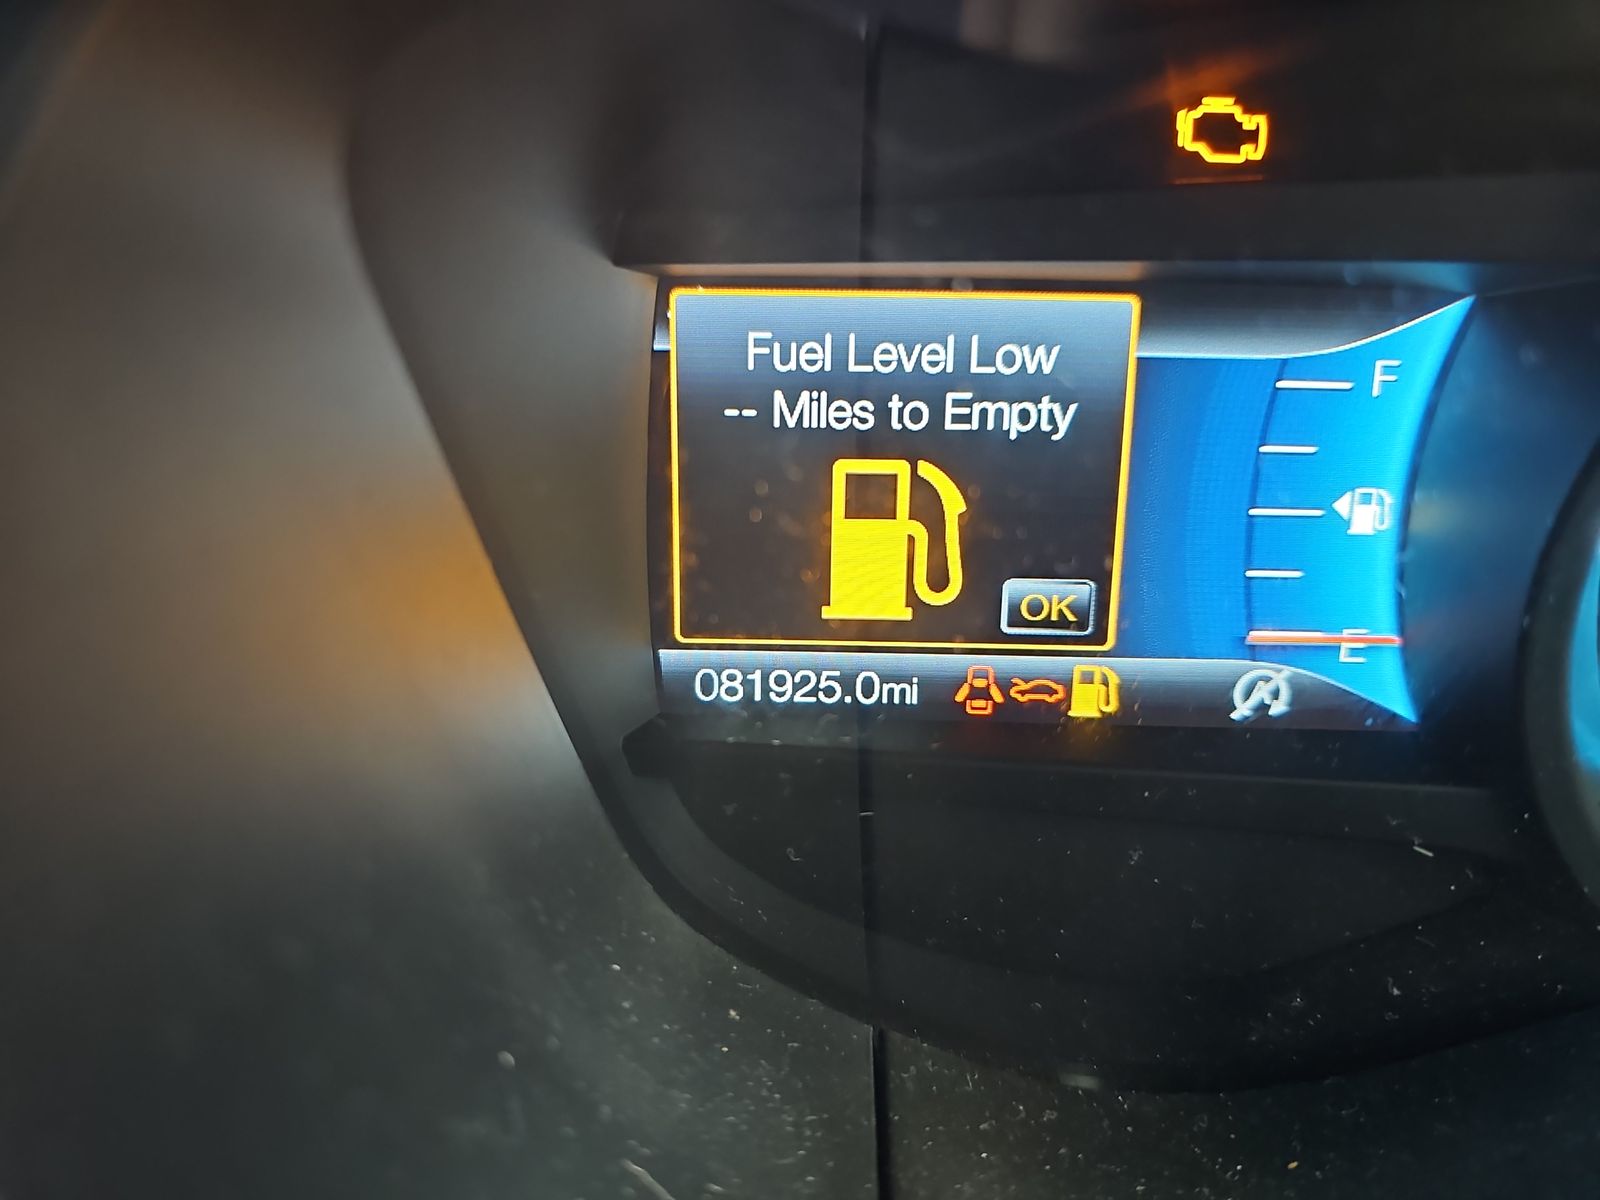 Fuel Level Low
-- Miles to Empty
OK
081925.0mi
F
E